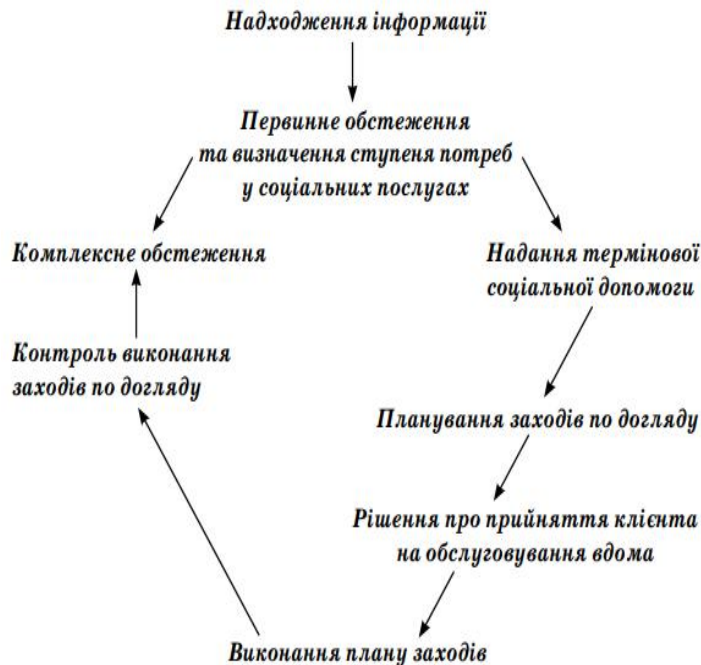 Надходження інформації
Первинне обстеження
та визначення ступеня потреб
у соціальних послугах
Комплексне обстеження
Надання термінової
соціальної допомоги
Контроль виконання
заходів по догляду
Планування заходів по догляду
Рішення про прийняття клієнта
на обслуговування вдома
Виконання плану заходів